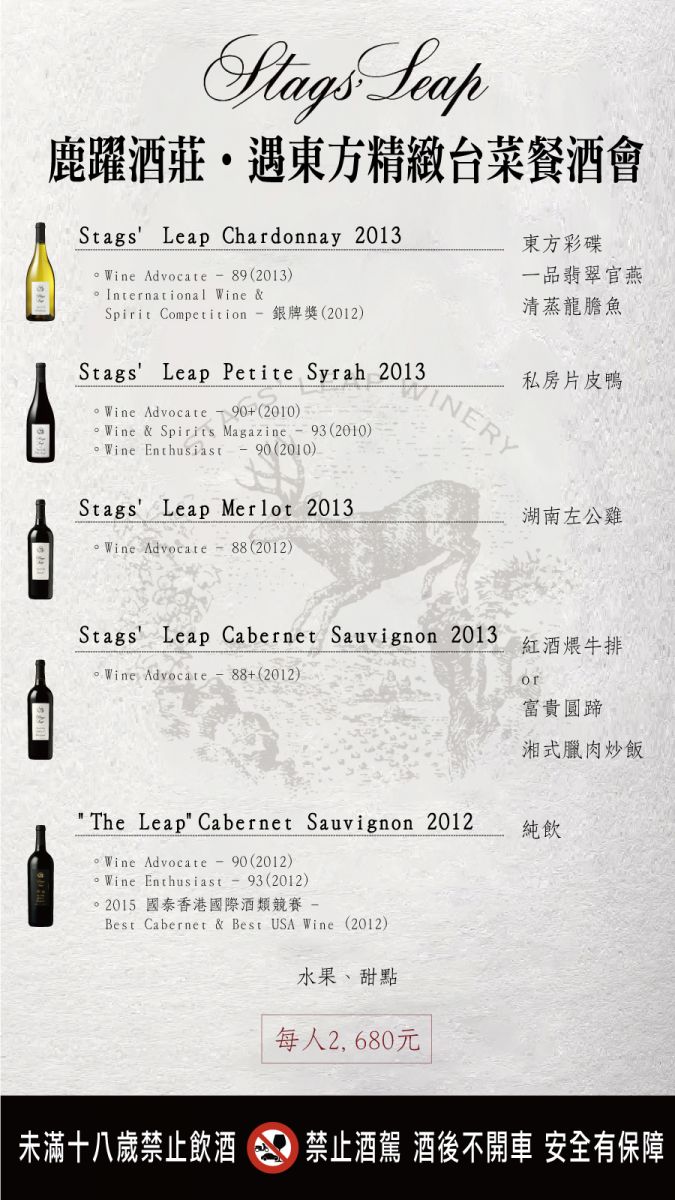 Stags' Leap
鹿躍酒莊・遇東方精緻台菜餐酒會
Stags' Leap Chardonnay 2013
東方彩碟
一品翡翠官燕
清蒸龍膽魚
。Wine Advocate - 89(2013)
。International Wine &
Spirit Competition - 銀牌獎(2012)
Stags' Leap Petite Syrah 2013
私房片皮鴨
。Wine Advocate - 90+(2010)
。Wine & Spirits Magazine - 93(2010)
。Wine Enthusiast - 90(2010)
STAGS' LEAP WINERY
Stags' Leap Merlot 2013
湖南左公雞
。Wine Advocate - 88(2012)
Stags' Leap Cabernet Sauvignon 2013
紅酒煨牛排
or
富貴圓蹄
湘式臘肉炒飯
。Wine Advocate - 88+(2012)
"The Leap"Cabernet Sauvignon 2012
純飲
。Wine Advocate - 90(2012)
。Wine Enthusiast - 93(2012)
。2015 國泰香港國際酒類競賽 -
Best Cabernet & Best USA Wine (2012)
水果、甜點
每人2,680元
未滿十八歲禁止飲酒 禁止酒駕 酒後不開車 安全有保障